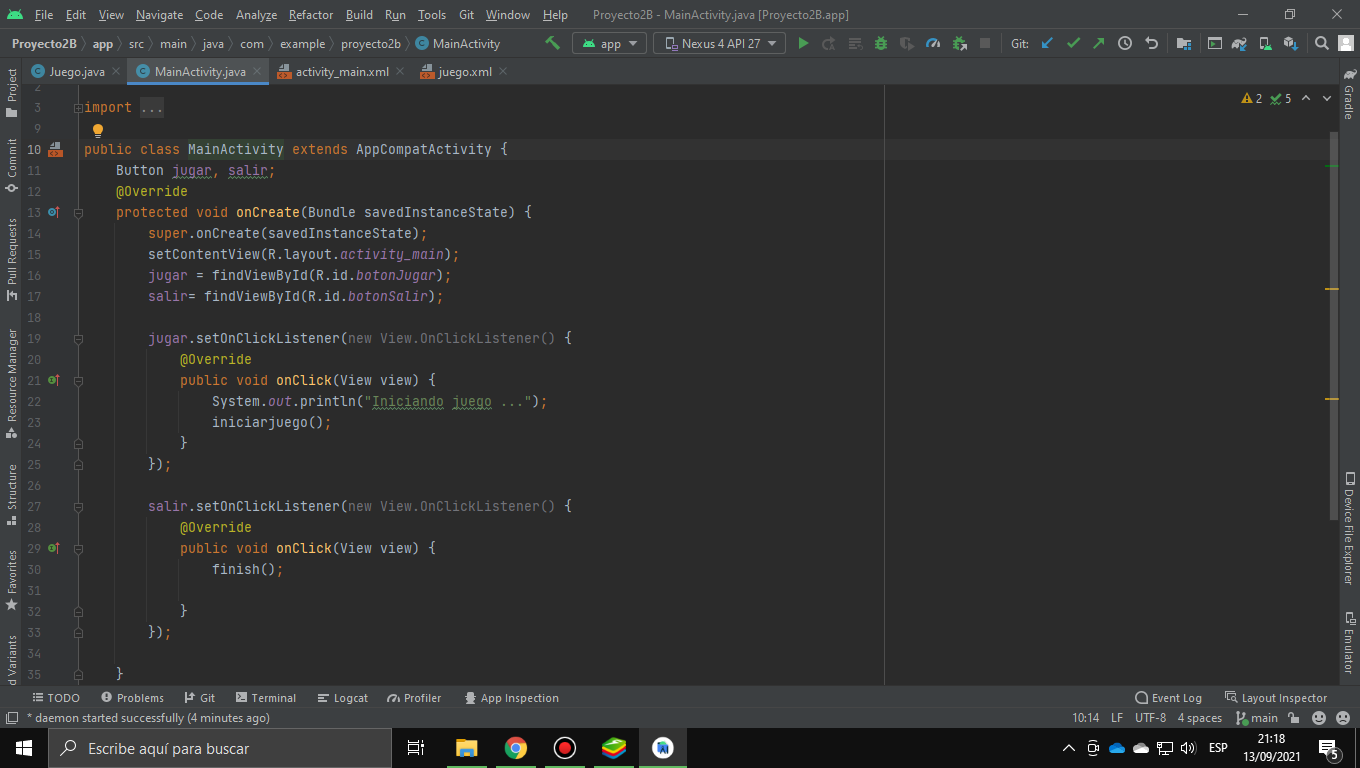 File Edit View Navigate Code Analyze Refactor Build Run Tools Git Window Help Proyecto2B - MainActivity.java [Proyecto2B.app]
Proyecto2B app src main java com example proyecto2b MainActivity app Nexus 4 API 27 Git:
Juego.java MainActivity.java activity_main.xml juego.xml
2
3 import ...
9
10 public class MainActivity extends AppCompatActivity {
11 Button jugar, salir;
12 @Override
13 protected void onCreate(Bundle savedInstanceState) {
14 super.onCreate(savedInstanceState);
15 setContentView(R.layout.activity_main);
16 jugar = findViewById(R.id.botonJugar);
17 salir= findViewById(R.id.botonSalir);
18
19 jugar.setOnClickListener(new View.OnClickListener() {
20 @Override
21 public void onClick(View view) {
22 System.out.println("Iniciando juego ...");
23 iniciarjuego();
24 }
25 });
26
27 salir.setOnClickListener(new View.OnClickListener() {
28 @Override
29 public void onClick(View view) {
30 finish();
31
32 }
33 });
34
35 }
2 5
Project
Commit
Pull Requests
Resource Manager
Structure
Favorites
d Variants
Gradle
Device File Explorer
Emulator
TODO Problems Git Terminal Logcat Profiler App Inspection Event Log Layout Inspector
* daemon started successfully (4 minutes ago) 10:14 LF UTF-8 4 spaces main
Escribe aquí para buscar ESP 21:18
13/09/2021 5